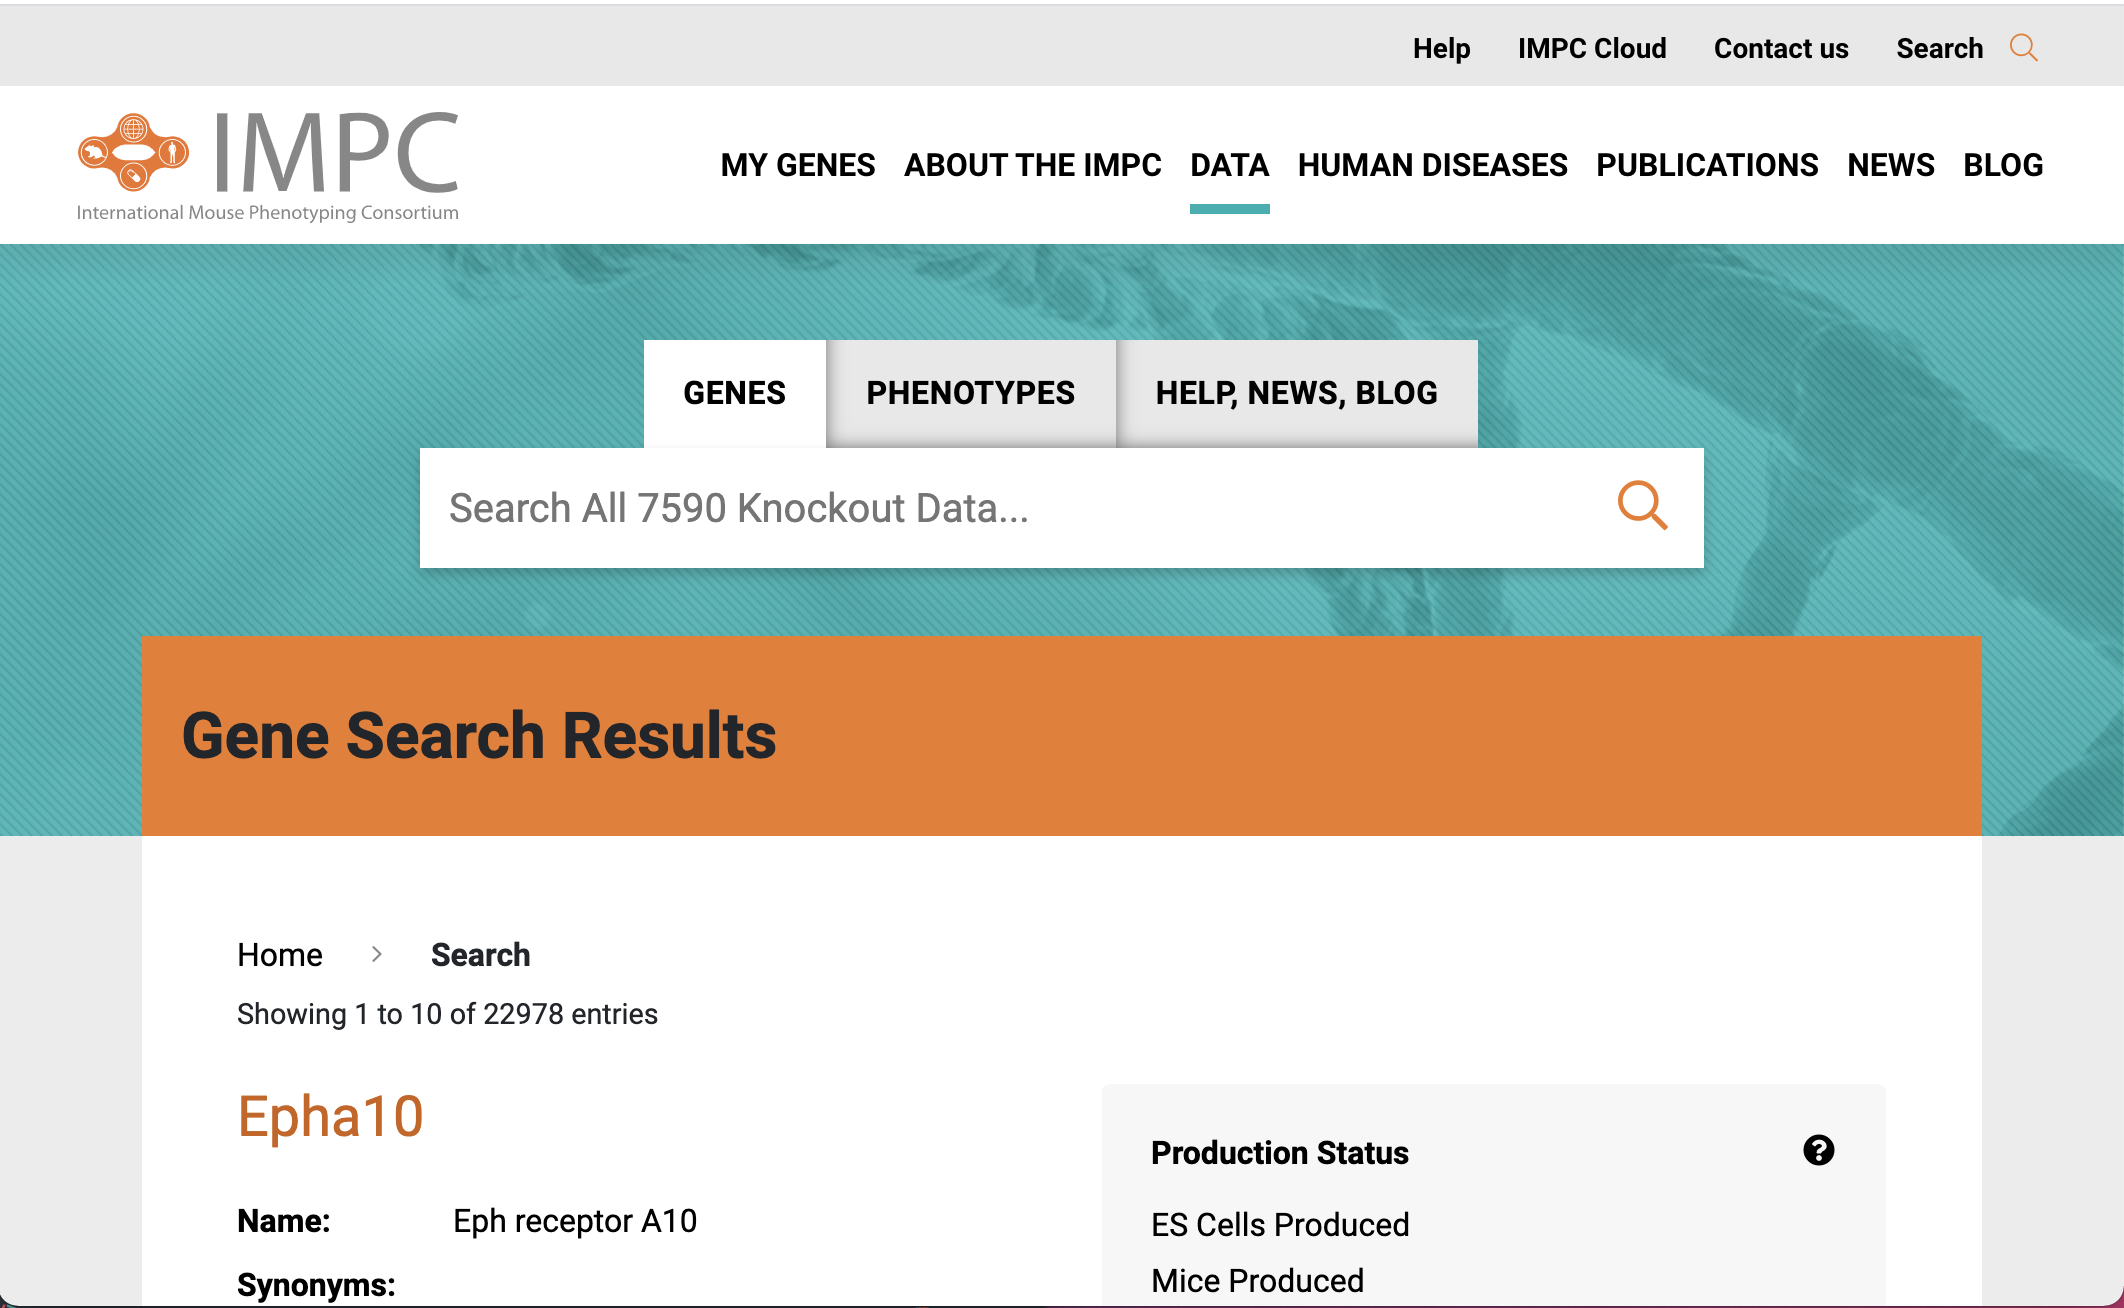 Help IMPC Cloud Contact us Search
IMPC
International Mouse Phenotyping Consortium
MY GENES ABOUT THE IMPC DATA HUMAN DISEASES PUBLICATIONS NEWS BLOG
GENES PHENOTYPES HELP, NEWS, BLOG
Search All 7590 Knockout Data...
Gene Search Results
Home > Search
Showing 1 to 10 of 22978 entries
Epha10
Name: Eph receptor A10
Synonyms:
Production Status
ES Cells Produced
Mice Produced